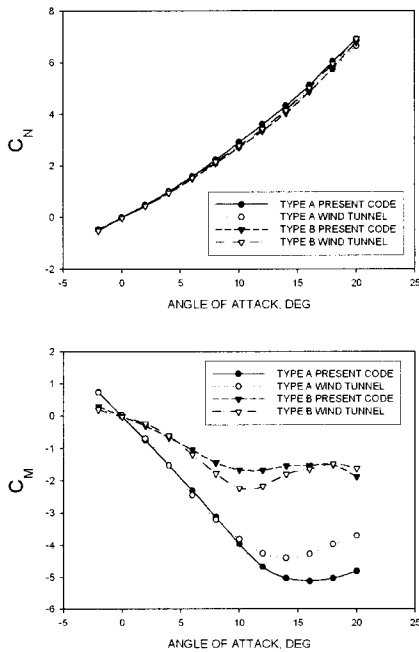 8
6
4
2
0
-2
C_N
TYPE A PRESENT CODE
TYPE A WIND TUNNEL
TYPE B PRESENT CODE
TYPE B WIND TUNNEL
-5 0 5 10 15 20 25
ANGLE OF ATTACK, DEG
2
1
0
-1
-2
-3
-4
-5
-6
C_M
TYPE A PRESENT CODE
TYPE A WIND TUNNEL
TYPE B PRESENT CODE
TYPE B WIND TUNNEL
-5 0 5 10 15 20 25
ANGLE OF ATTACK, DEG